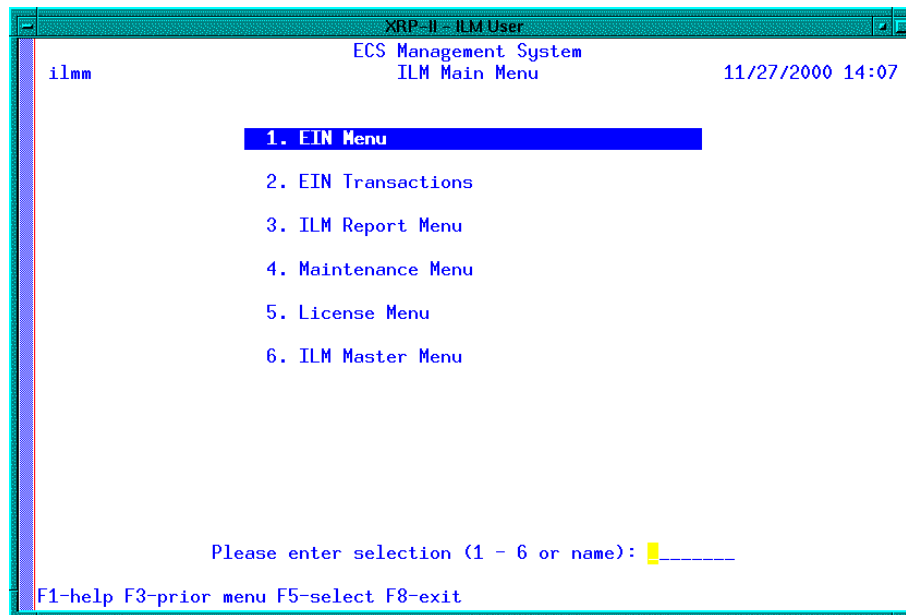 XRP-II - ILM User
ECS Management System
ilmm ILM Main Menu 11/27/2000 14:07
1. EIN Menu
2. EIN Transactions
3. ILM Report Menu
4. Maintenance Menu
5. License Menu
6. ILM Master Menu
Please enter selection (1 - 6 or name): _______
F1-help F3-prior menu F5-select F8-exit